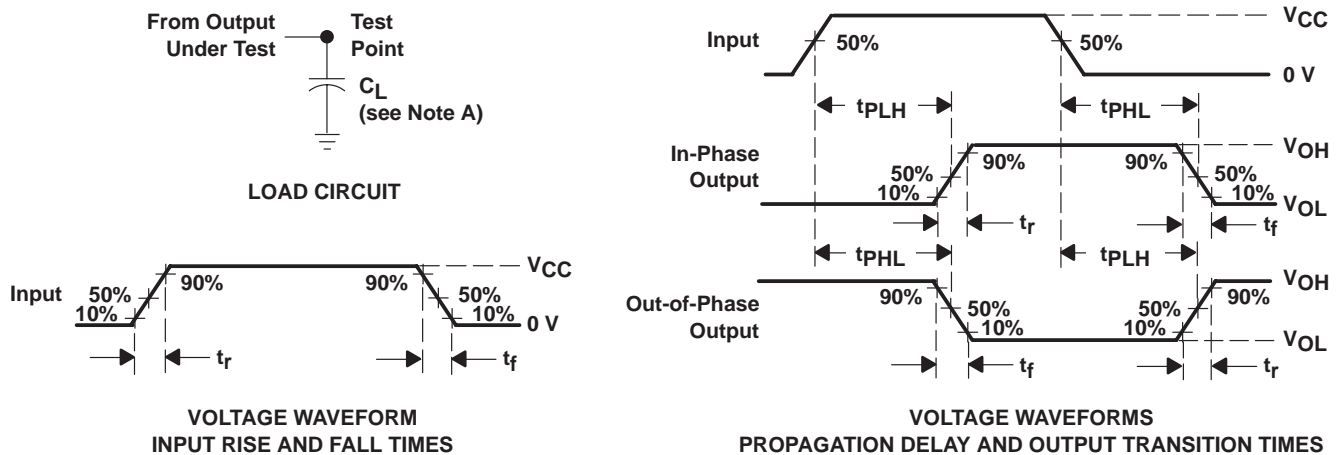 From Output
Under Test
Test
Point
CL
(see Note A)
LOAD CIRCUIT
Input
50%
10%
90%
90%
50%
10%
VCC
0 V
tr
tf
VOLTAGE WAVEFORM
INPUT RISE AND FALL TIMES
Input
50%
50%
VCC
0 V
tPLH
tPHL
In-Phase
Output
50%
10%
90%
90%
50%
10%
VOH
VOL
tr
tf
tPHL
tPLH
Out-of-Phase
Output
90%
50%
10%
50%
10%
90%
VOH
VOL
tf
tr
VOLTAGE WAVEFORMS
PROPAGATION DELAY AND OUTPUT TRANSITION TIMES